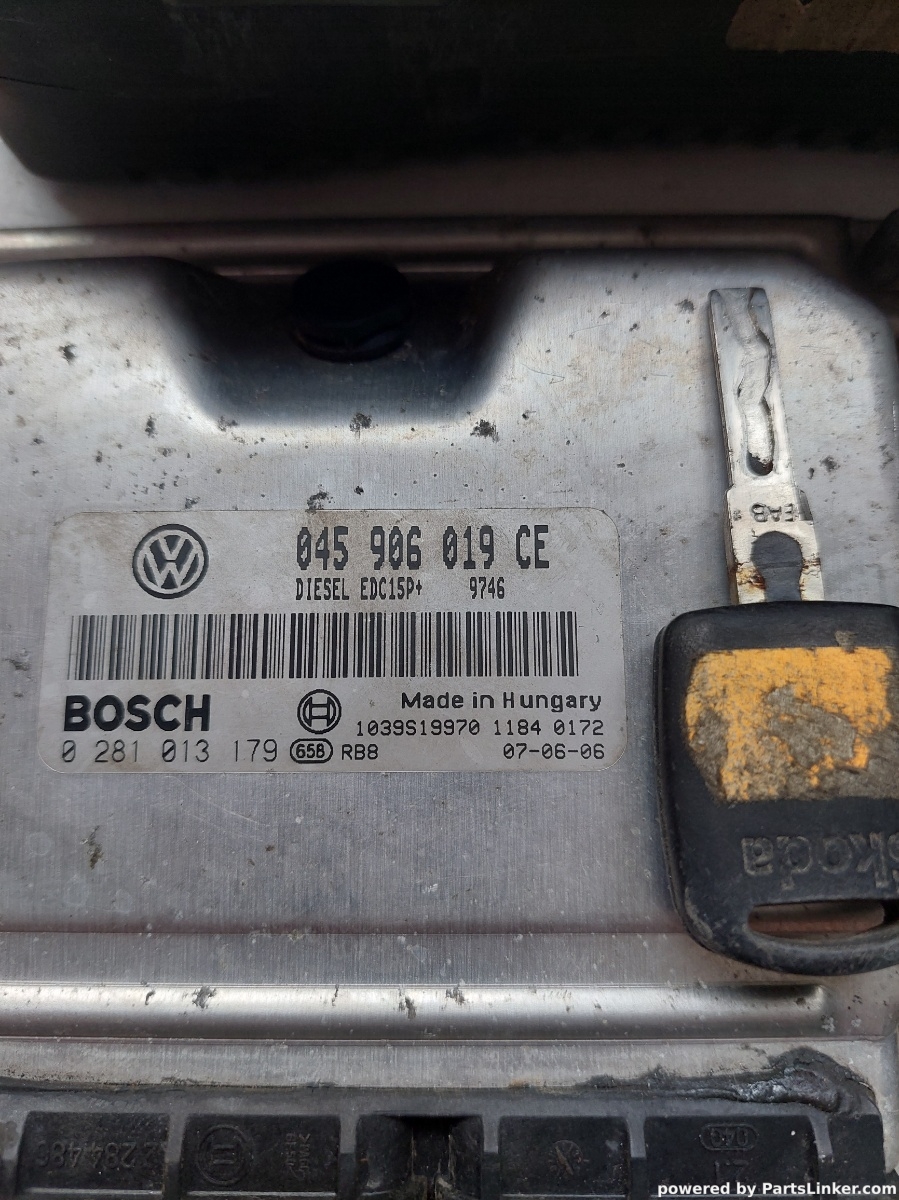 045 906 019 CE
DIESEL EDC15P+ 9746
BOSCH
Made in Hungary
1039S19970 1184 0172
0 281 013 179 658 RB8 07-06-06
Skoda
powered by PartsLinker.com